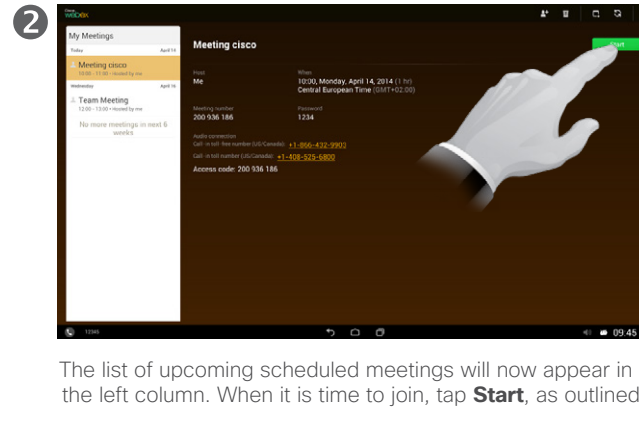 2
Cisco
webex
My Meetings
Today April 14
Meeting cisco
10:00 - 11:00 • Hosted by me
Wednesday April 16
Team Meeting
12:00 - 13:00 • Hosted by me
No more meetings in next 6
weeks
Meeting cisco
Start
Host
Me
When
10:00, Monday, April 14, 2014 (1 hr)
Central European Time (GMT+02:00)
Meeting number
200 936 186
Password
1234
Audio connection
Call-in toll-free number (US/Canada): +1-866-432-9903
Call-in toll number (US/Canada): +1-408-525-6800
Access code: 200 936 186
12345
09:45
The list of upcoming scheduled meetings will now appear in
the left column. When it is time to join, tap Start, as outlined